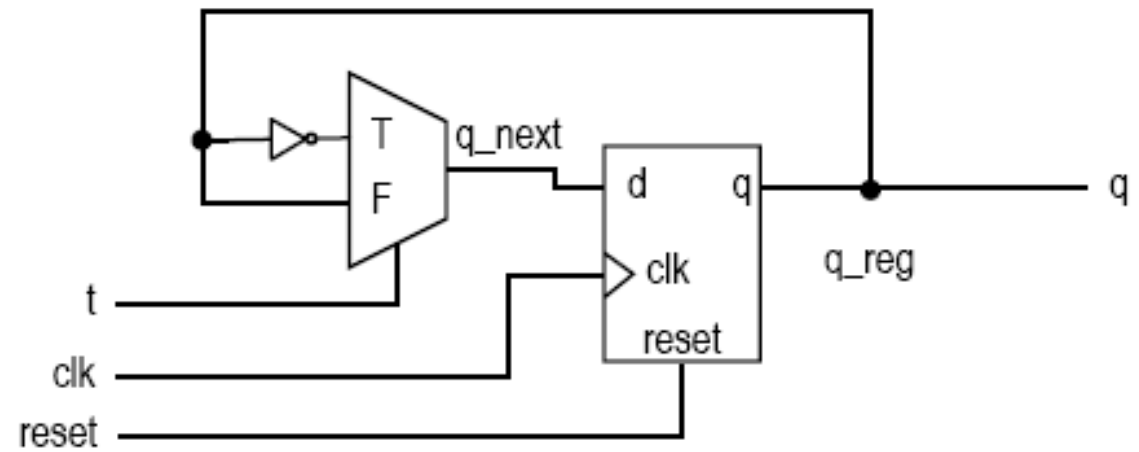 T
q_next
F
d
q
q
clk
q_reg
t
reset
clk
reset